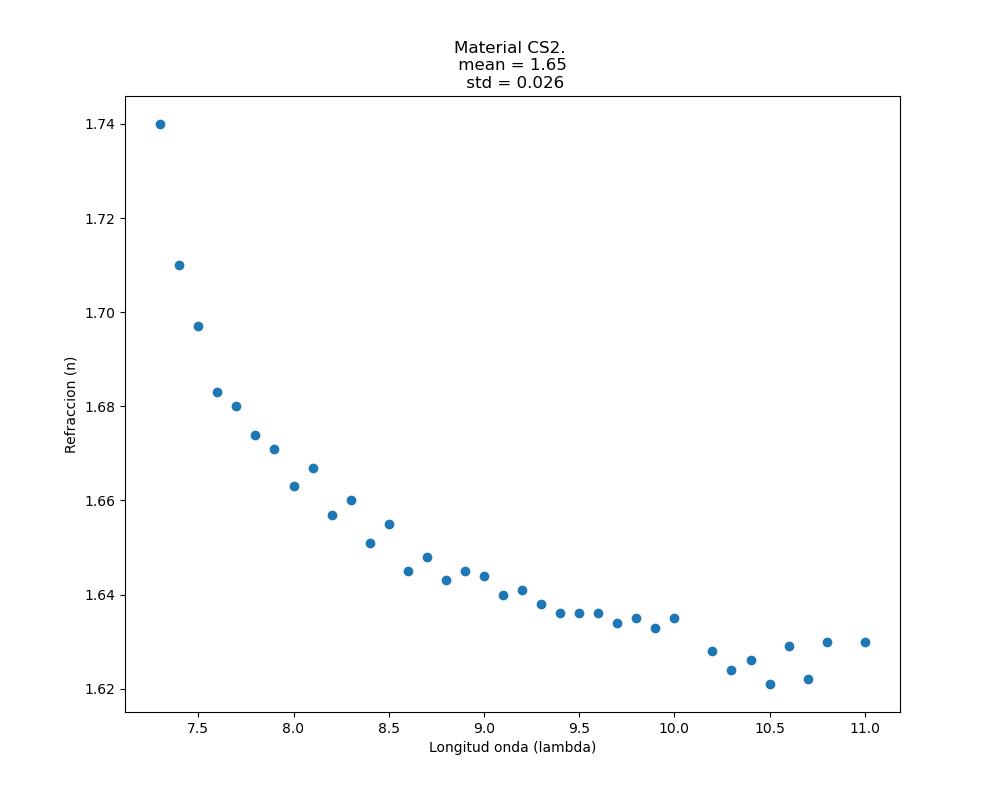 Material CS2.
mean = 1.65
std = 0.026
1.74
1.72
1.70
1.68
1.66
1.64
1.62
Refraccion (n)
7.5 8.0 8.5 9.0 9.5 10.0 10.5 11.0
Longitud onda (lambda)